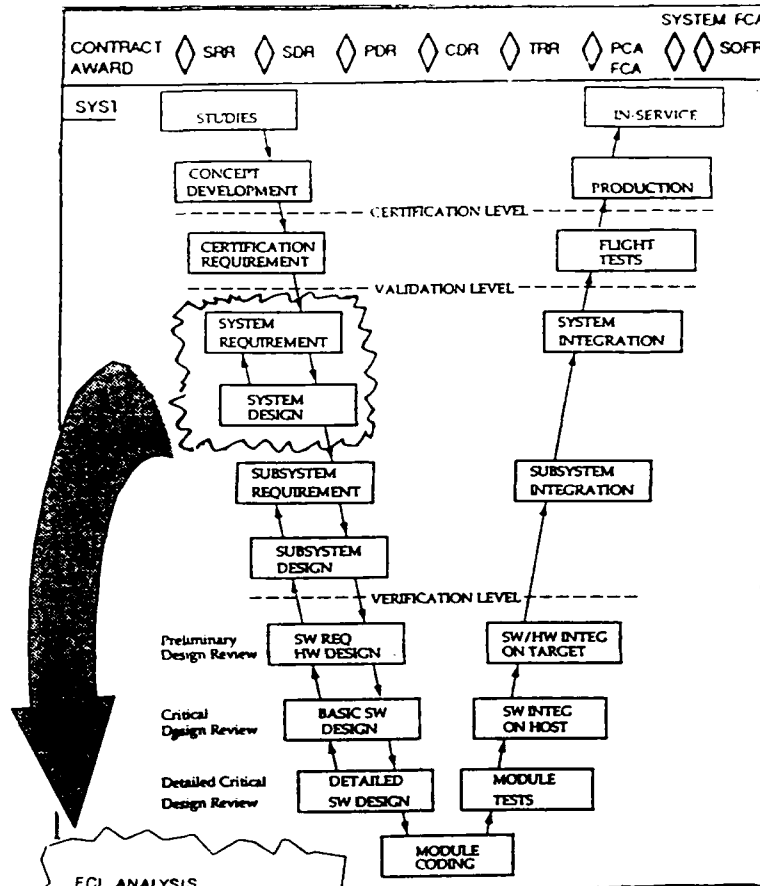 SYSTEM FCA
CONTRACT
AWARD
SRR
SDR
PDR
CDR
TRR
PCA
FCA
SOFR
SYS1
STUDIES
IN-SERVICE
CONCEPT
DEVELOPMENT
PRODUCTION
CERTIFICATION LEVEL
CERTIFICATION
REQUIREMENT
FLIGHT
TESTS
VALIDATION LEVEL
SYSTEM
REQUIREMENT
SYSTEM
INTEGRATION
SYSTEM
DESIGN
SUBSYSTEM
REQUIREMENT
SUBSYSTEM
INTEGRATION
SUBSYSTEM
DESIGN
VERIFICATION LEVEL
Preliminary
Design Review
SW REQ
HW DESIGN
SW/HW INTEG
ON TARGET
Critical
Design Review
BASIC SW
DESIGN
SW INTEG
ON HOST
Detailed Critical
Design Review
DETAILED
SW DESIGN
MODULE
TESTS
MODULE
CODING
ECL ANALYSIS